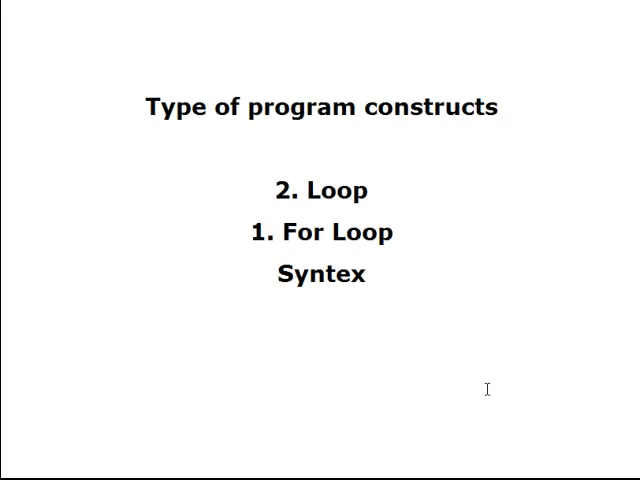 Type of program constructs
2. Loop
1. For Loop
Syntex